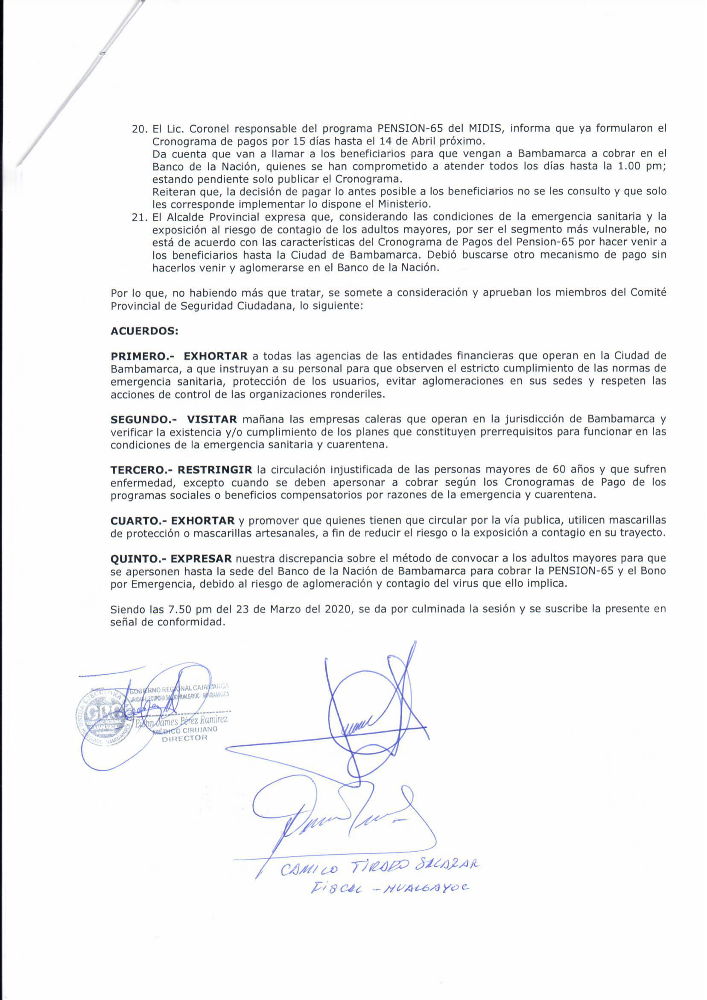 20. El Lic. Coronel responsable del programa PENSION-65 del MIDIS, informa que ya formularon el
Cronograma de pagos por 15 días hasta el 14 de Abril próximo.
Da cuenta que van a llamar a los beneficiarios para que vengan a Bambamarca a cobrar en el
Banco de la Nación, quienes se han comprometido a atender todos los días hasta la 1.00 pm;
estando pendiente solo publicar el Cronograma.
Reiteran que, la decisión de pagar lo antes posible a los beneficiarios no se les consulto y que solo
les corresponde implementar lo dispone el Ministerio.
21. El Alcalde Provincial expresa que, considerando las condiciones de la emergencia sanitaria y la
exposición al riesgo de contagio de los adultos mayores, por ser el segmento más vulnerable, no
está de acuerdo con las características del Cronograma de Pagos del Pension-65 por hacer venir a
los beneficiarios hasta la Ciudad de Bambamarca. Debió buscarse otro mecanismo de pago sin
hacerlos venir y aglomerarse en el Banco de la Nación.
Por lo que, no habiendo más que tratar, se somete a consideración y aprueban los miembros del Comité
Provincial de Seguridad Ciudadana, lo siguiente:
ACUERDOS:
PRIMERO.- EXHORTAR a todas las agencias de las entidades financieras que operan en la Ciudad de
Bambamarca, a que instruyan a su personal para que observen el estricto cumplimiento de las normas de
emergencia sanitaria, protección de los usuarios, evitar aglomeraciones en sus sedes y respeten las
acciones de control de las organizaciones ronderiles.
SEGUNDO.- VISITAR mañana las empresas caleras que operan en la jurisdicción de Bambamarca y
verificar la existencia y/o cumplimiento de los planes que constituyen prerrequisitos para funcionar en las
condiciones de la emergencia sanitaria y cuarentena.
TERCERO.- RESTRINGIR la circulación injustificada de las personas mayores de 60 años y que sufren
enfermedad, excepto cuando se deben apersonar a cobrar según los Cronogramas de Pago de los
programas sociales o beneficios compensatorios por razones de la emergencia y cuarentena.
CUARTO.- EXHORTAR y promover que quienes tienen que circular por la vía publica, utilicen mascarillas
de protección o mascarillas artesanales, a fin de reducir el riesgo o la exposición a contagio en su trayecto.
QUINTO.- EXPRESAR nuestra discrepancia sobre el método de convocar a los adultos mayores para que
se apersonen hasta la sede del Banco de la Nación de Bambamarca para cobrar la PENSION-65 y el Bono
por Emergencia, debido al riesgo de aglomeración y contagio del virus que ello implica.
Siendo las 7.50 pm del 23 de Marzo del 2020, se da por culminada la sesión y se suscribe la presente en
señal de conformidad.
GOBIERNO REGIONAL CAJAMARCA
UNIDAD EJECUTORA SALUD HUALGAYOC - BAMBAMARCA
James Pérez Ramírez
MÉDICO CIRUJANO
DIRECTOR
UNIDA EJECUTORA
GRC
GOBIERNO REGIONAL
CAJAMARCA
HUALGAYOC BAMBAMARCA
CAMILO TIRADO SALAZAR
FISCAL - HUALGAYOC